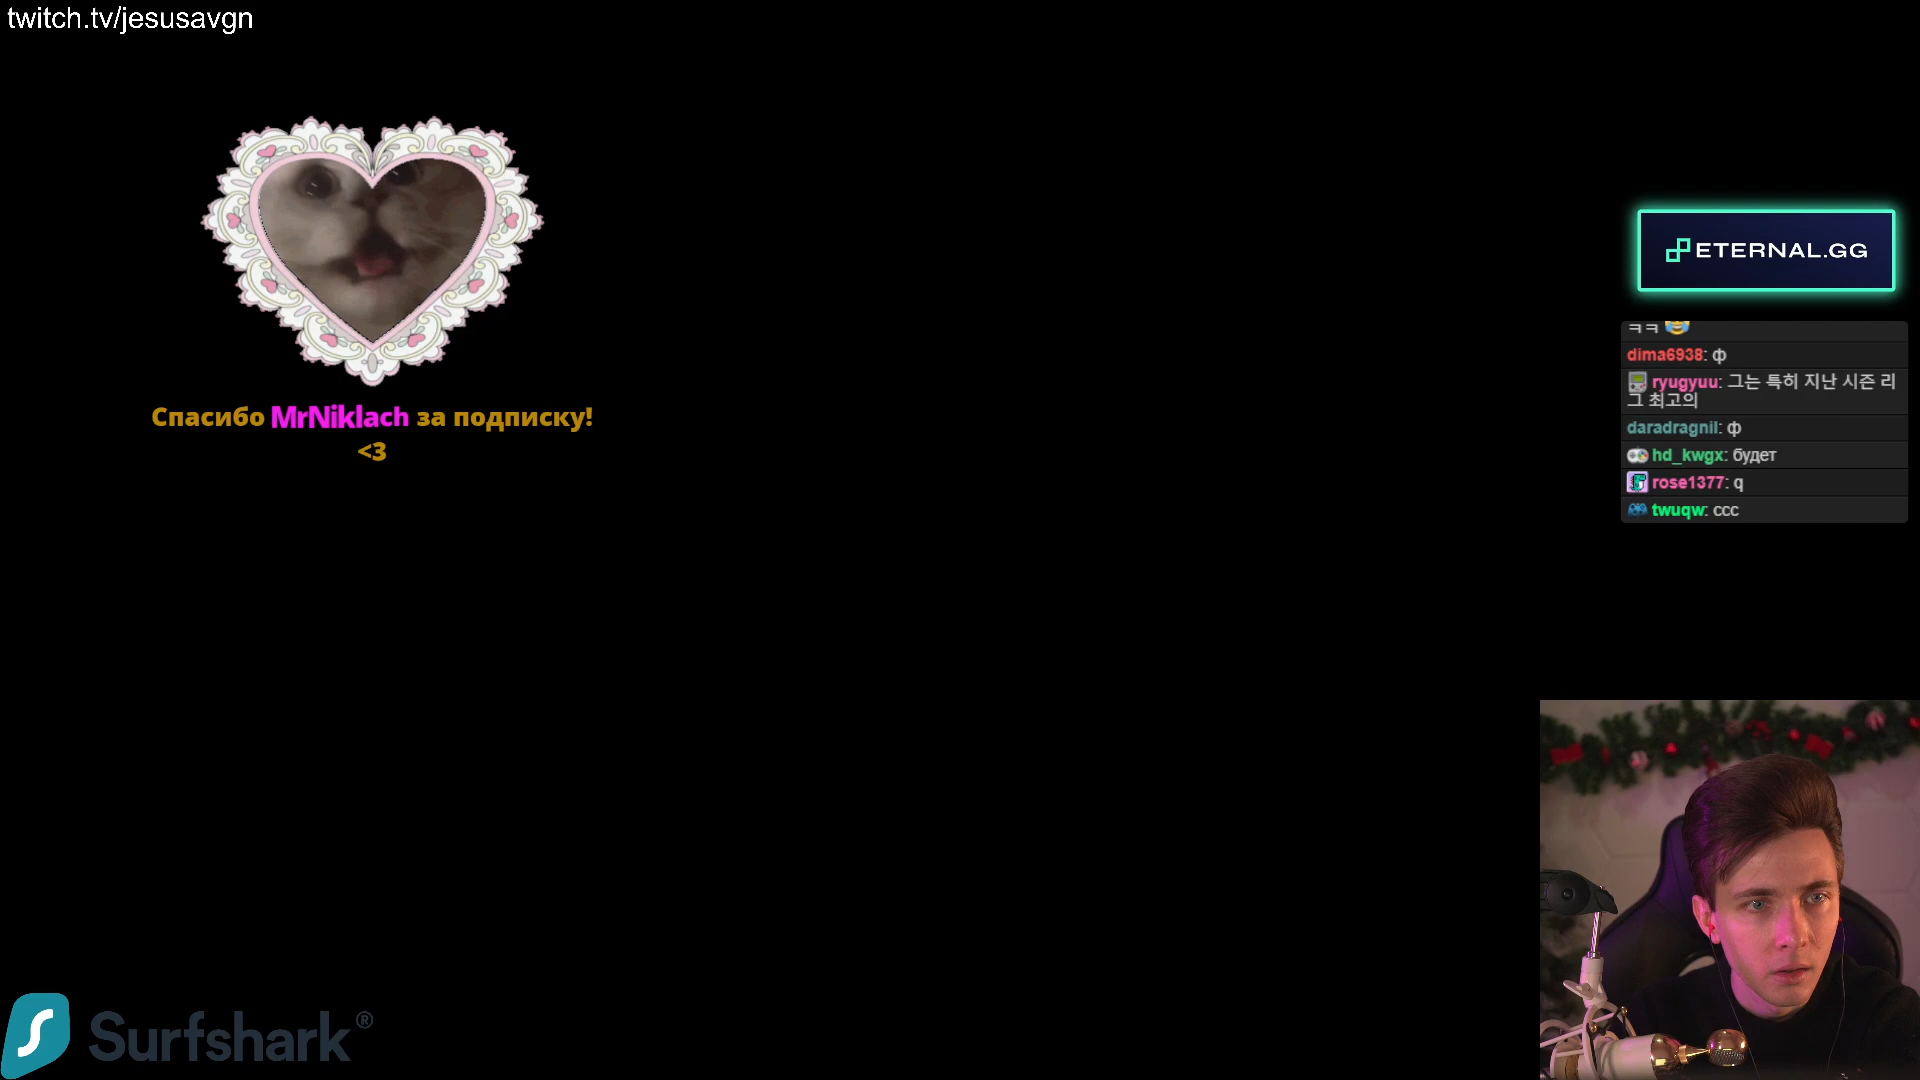 twitch.tv/jesusavgn
Спасибо MrNiklach за подписку!
<3
ETERNAL.GG
ㅋㅋ 😂
dima6938: ф
ryugyuu: 그는 특히 지난 시즌 리
그 최고의
daradragnil: ф
hd_kwgx: будет
rose1377: q
twuqw: ссс
Surfshark®